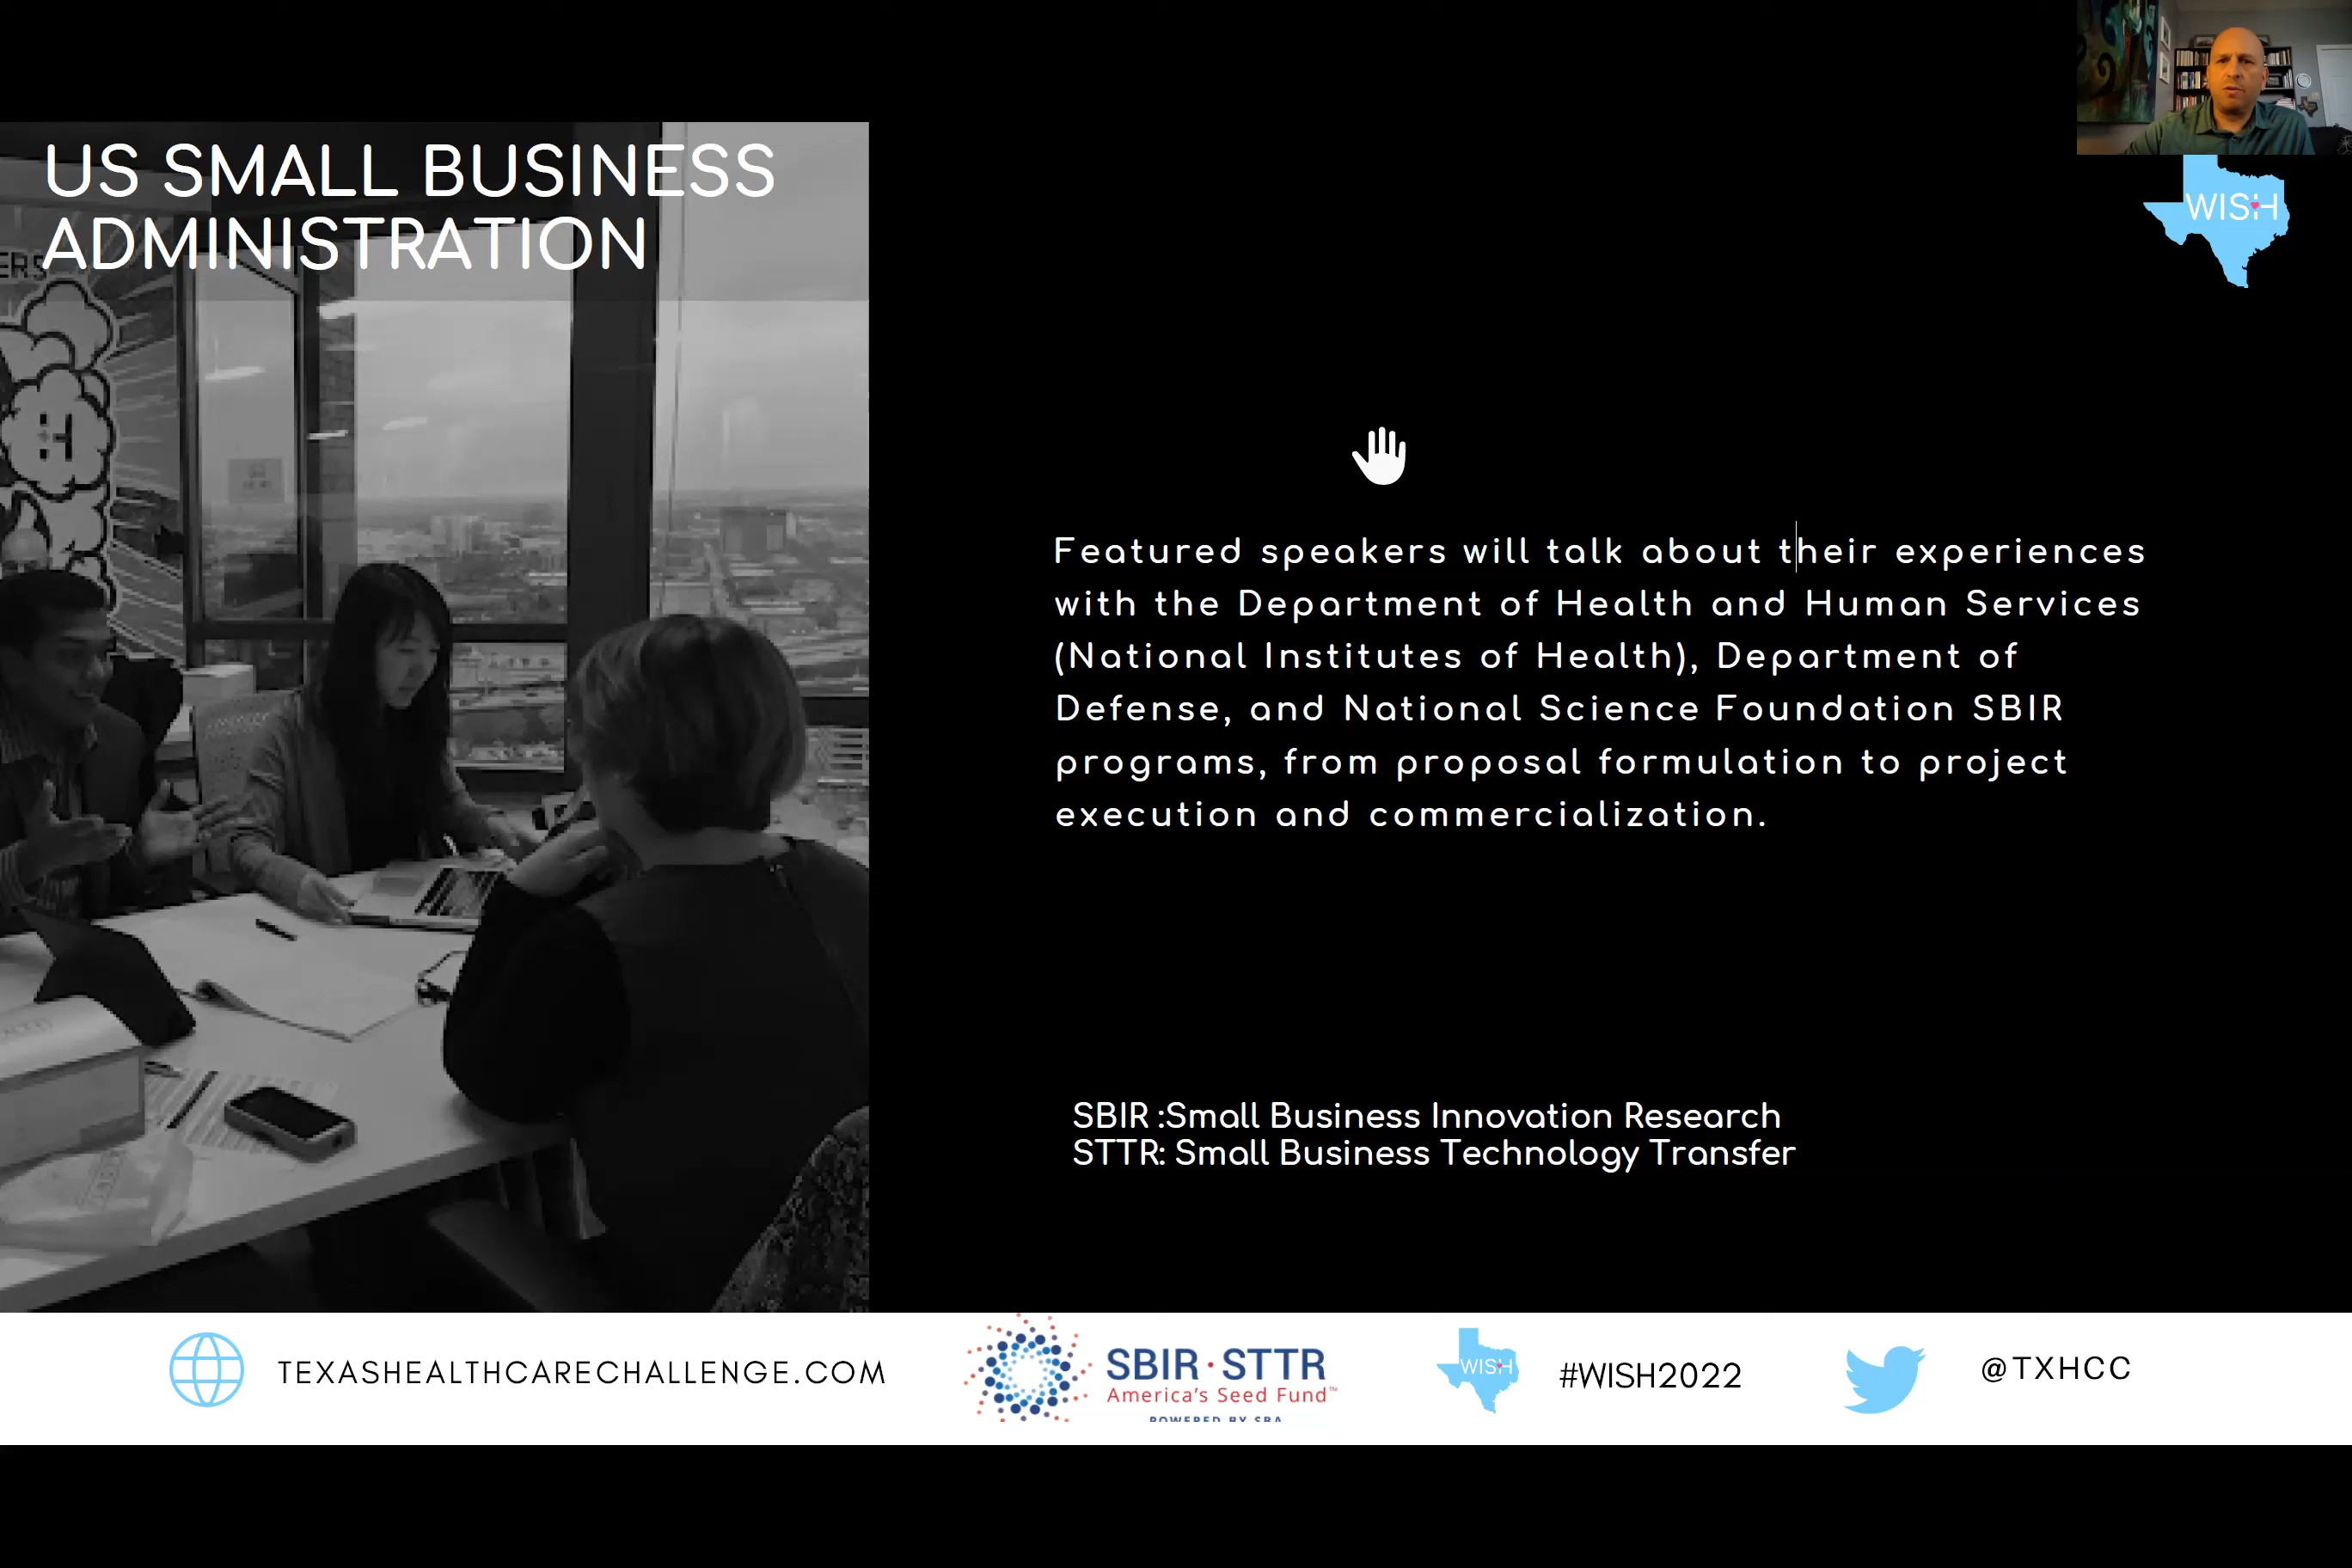 US SMALL BUSINESS
ADMINISTRATION
ERS
WISH
Featured speakers will talk about their experiences
with the Department of Health and Human Services
(National Institutes of Health), Department of
Defense, and National Science Foundation SBIR
programs, from proposal formulation to project
execution and commercialization.
SBIR :Small Business Innovation Research
STTR: Small Business Technology Transfer
TEXASHEALTHCARECHALLENGE.COM
SBIR·STTR
America's Seed Fund™
POWERED BY SBA
WISH
#WISH2022
@TXHCC